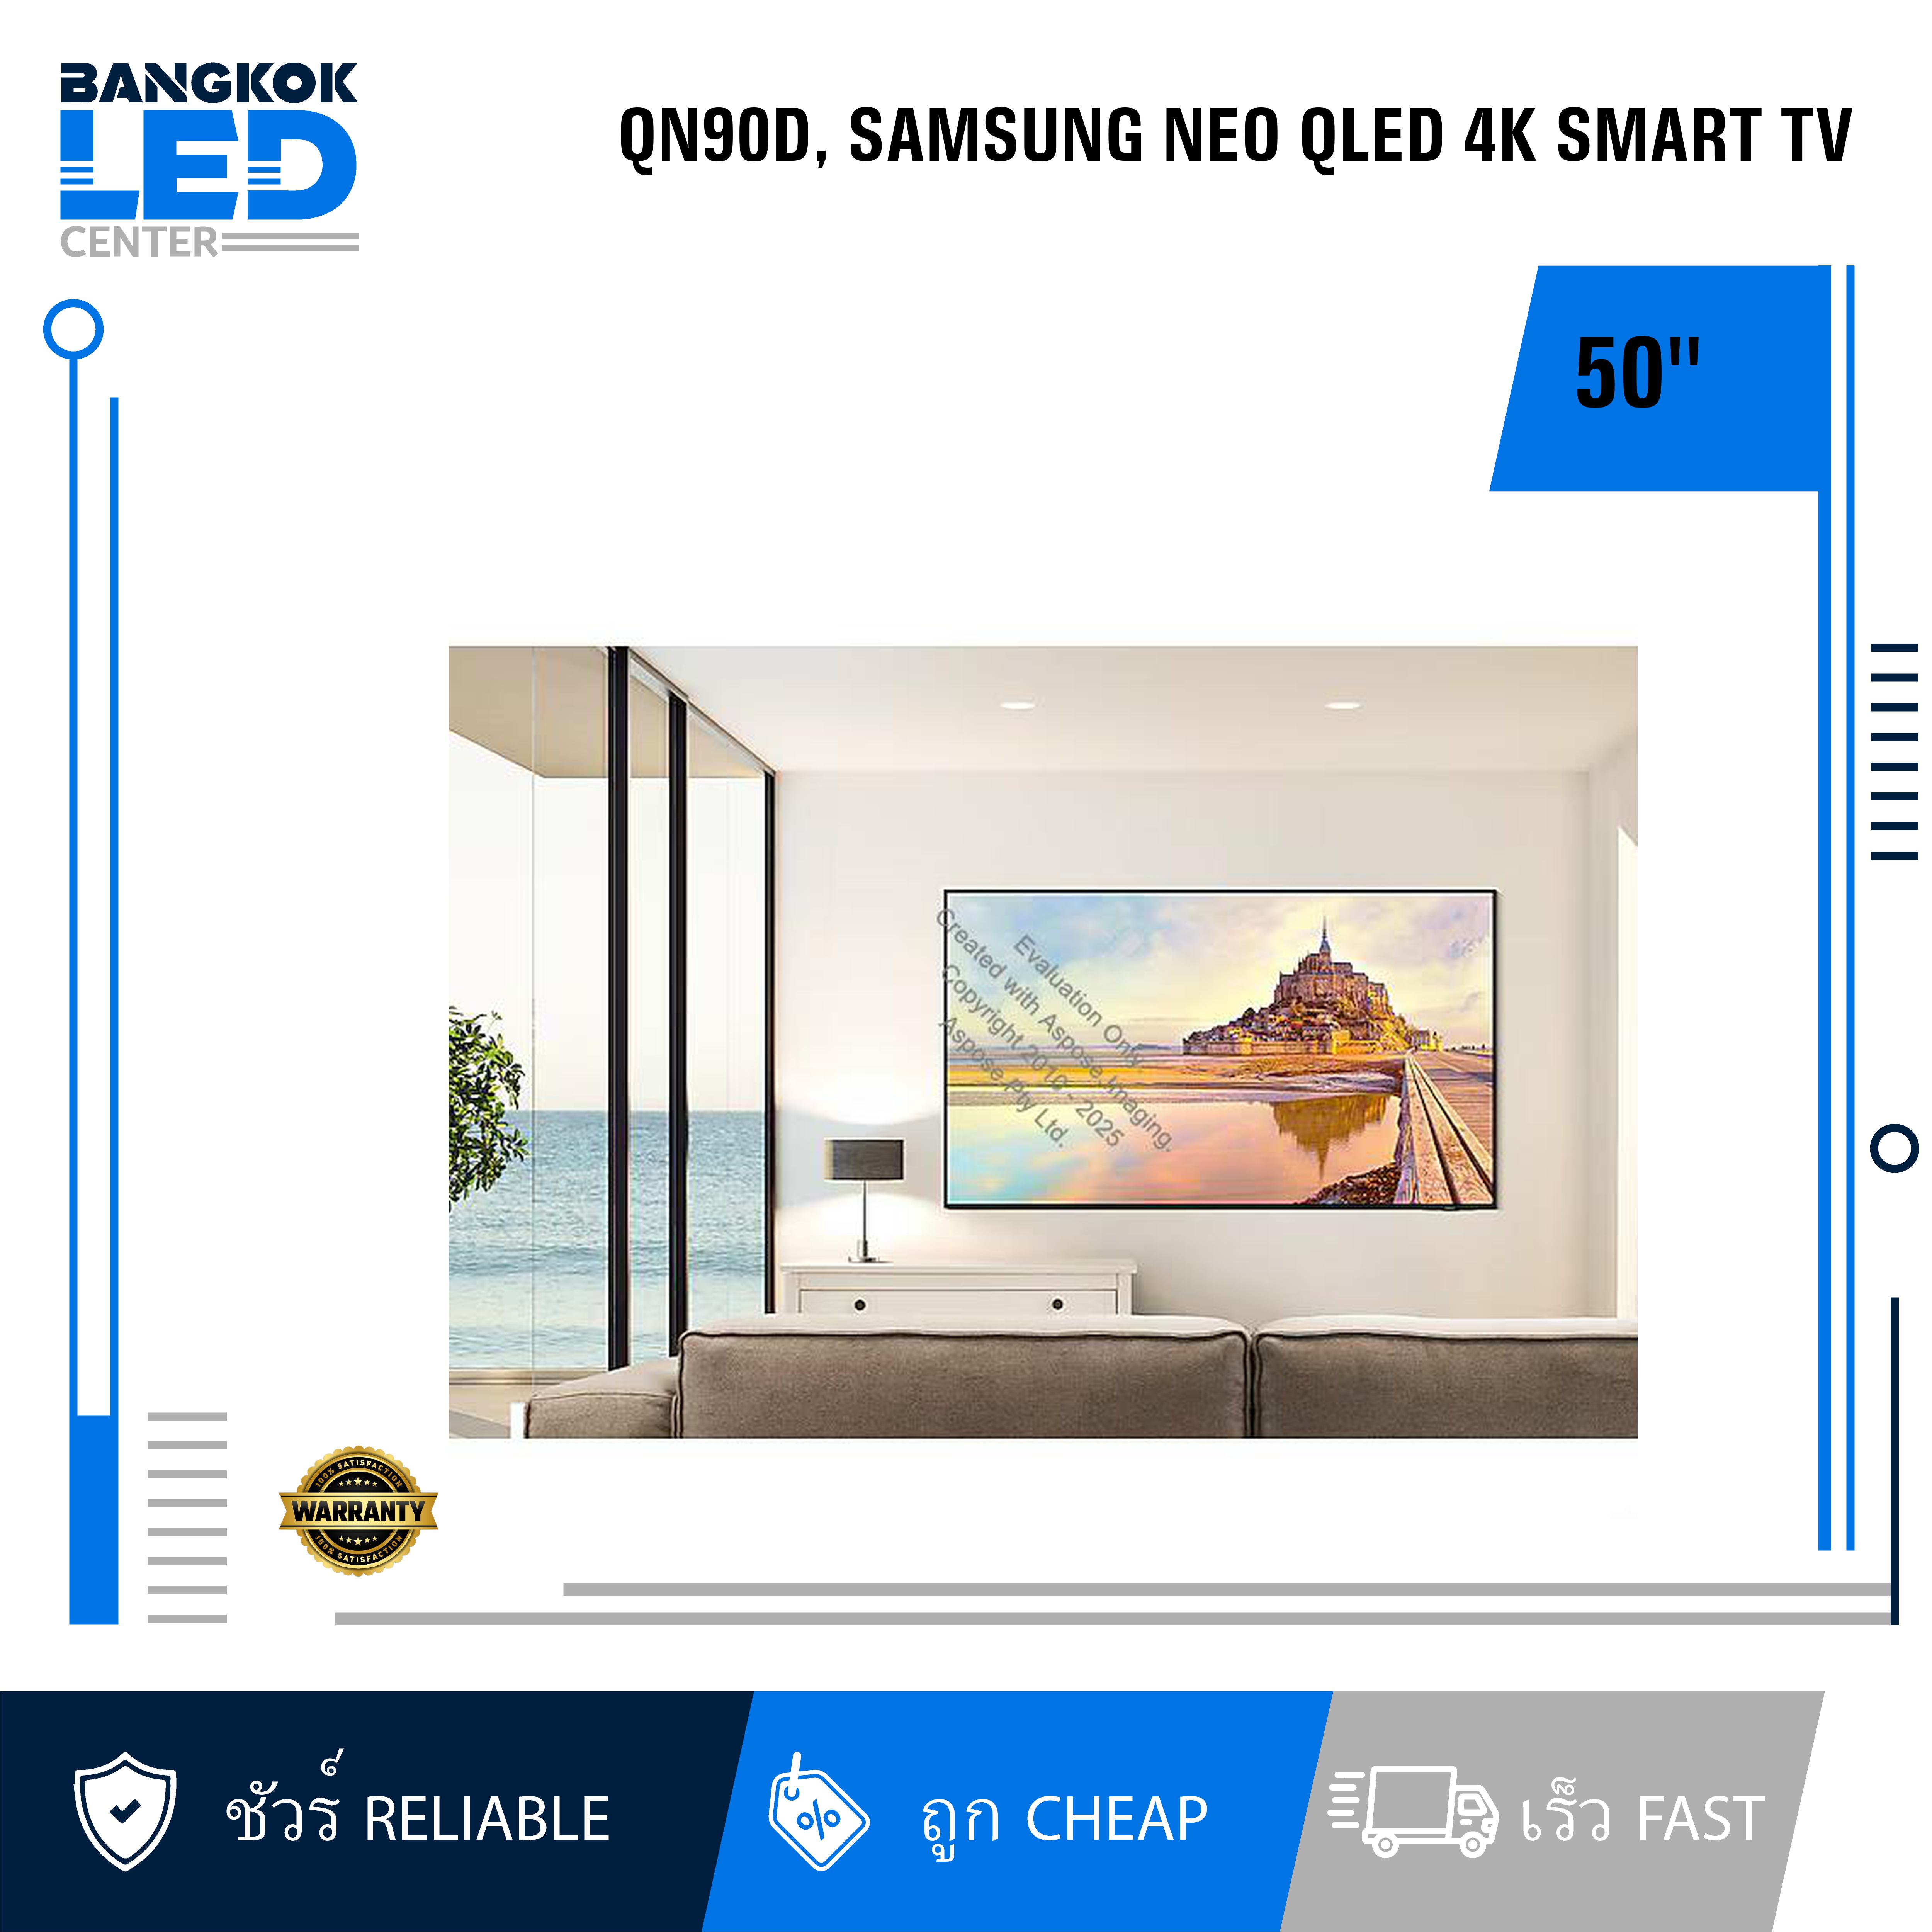 BANGKOK
LED
CENTER
QN90D, SAMSUNG NEO QLED 4K SMART TV
50"
Evaluation Only
Created with Aspose.Imaging.
Copyright 2010 - 2025
Aspose Pty Ltd.
100% SATISFACTION
WARRANTY
100% SATISFACTION
ชัวร์ RELIABLE
% ถูก CHEAP
เร็ว FAST